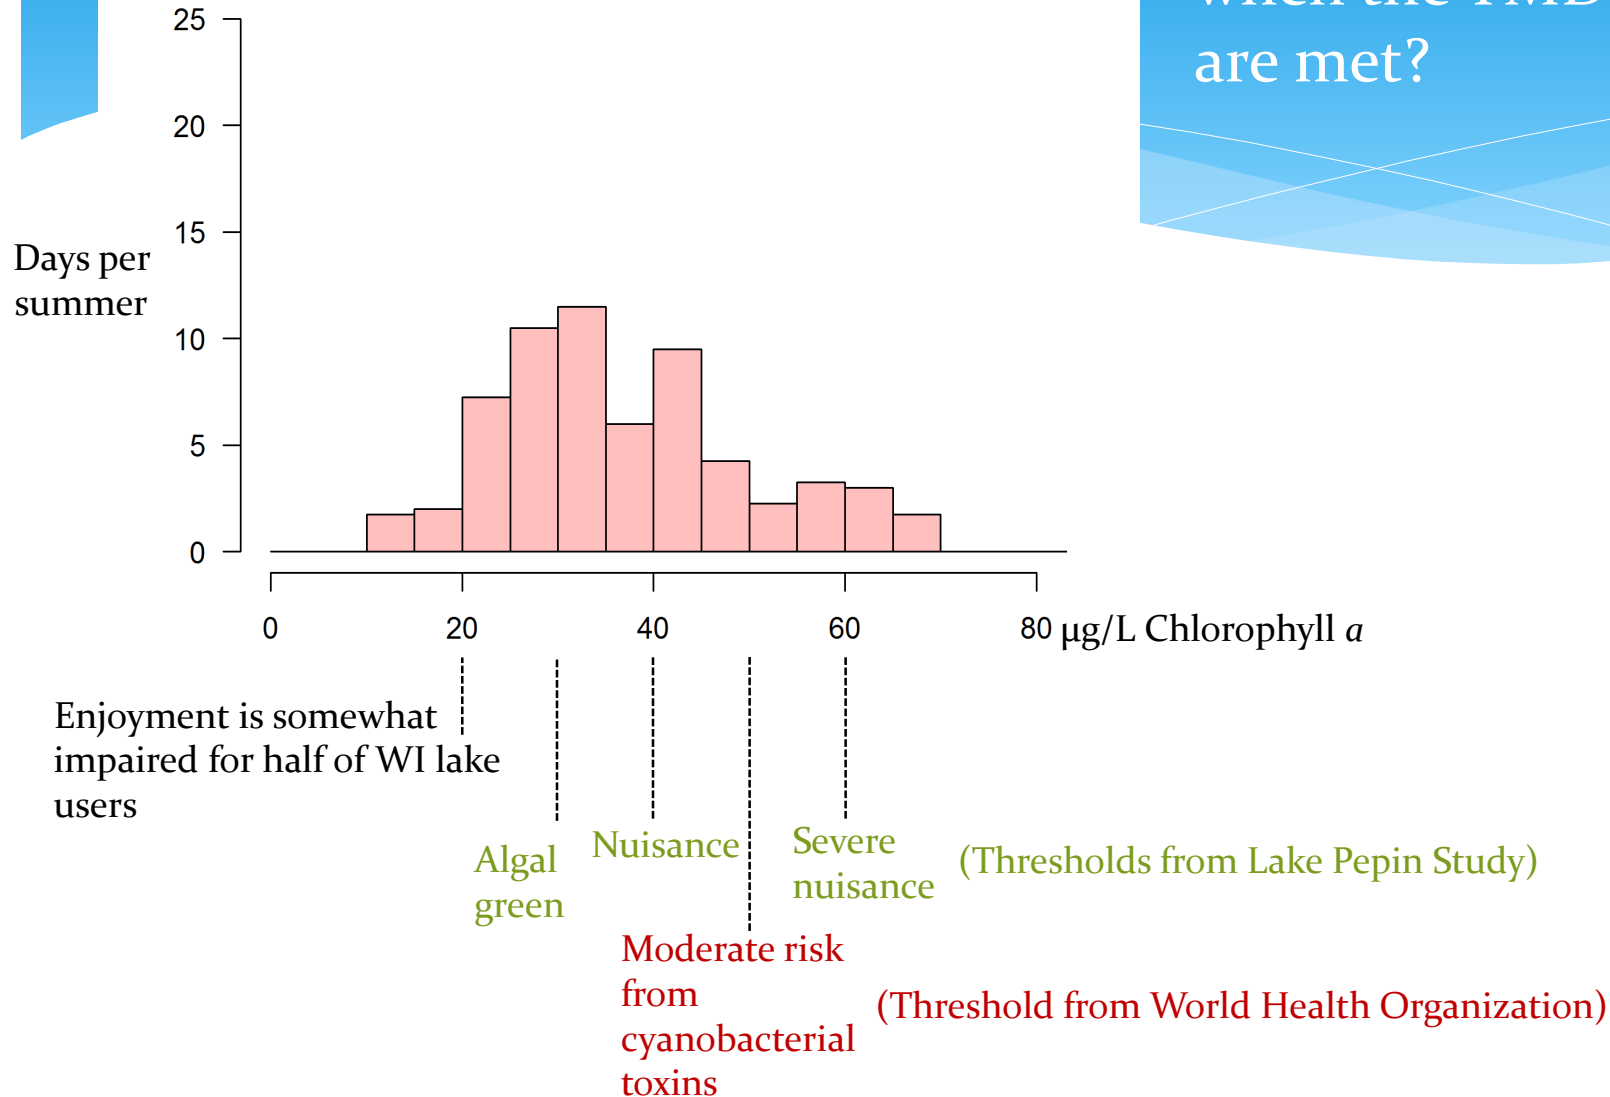 are met?
25
20
15
10
5
0
Days per
summer
0 20 40 60 80 µg/L Chlorophyll a
Enjoyment is somewhat
impaired for half of WI lake
users
Algal
green
Nuisance
Severe
nuisance
(Thresholds from Lake Pepin Study)
Moderate risk
from
cyanobacterial
toxins
(Threshold from World Health Organization)